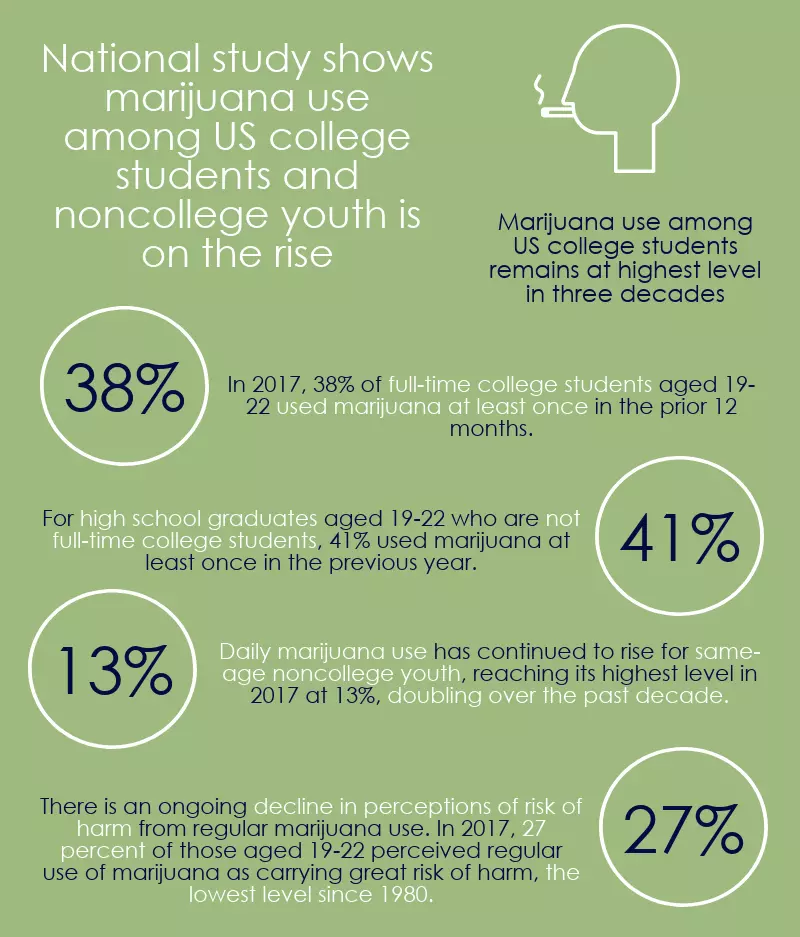 National study shows
marijuana use
among US college
students and
noncollege youth is
on the rise
Marijuana use among
US college students
remains at highest level
in three decades
38%
In 2017, 38% of full-time college students aged 19-
22 used marijuana at least once in the prior 12
months.
For high school graduates aged 19-22 who are not
full-time college students, 41% used marijuana at
least once in the previous year.
41%
13%
Daily marijuana use has continued to rise for same-
age noncollege youth, reaching its highest level in
2017 at 13%, doubling over the past decade.
There is an ongoing decline in perceptions of risk of
harm from regular marijuana use. In 2017, 27
percent of those aged 19-22 perceived regular
use of marijuana as carrying great risk of harm, the
lowest level since 1980.
27%